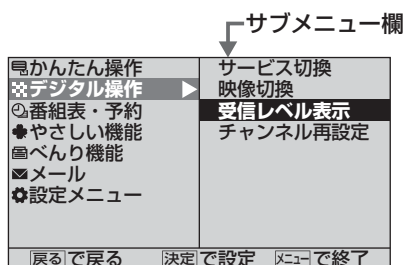 サブメニュー欄
かんたん操作
デジタル操作
番組表・予約
やさしい機能
べんり機能
メール
設定メニュー
サービス切換
映像切換
受信レベル表示
チャンネル再設定
戻るで戻る 決定で設定 メニューで終了